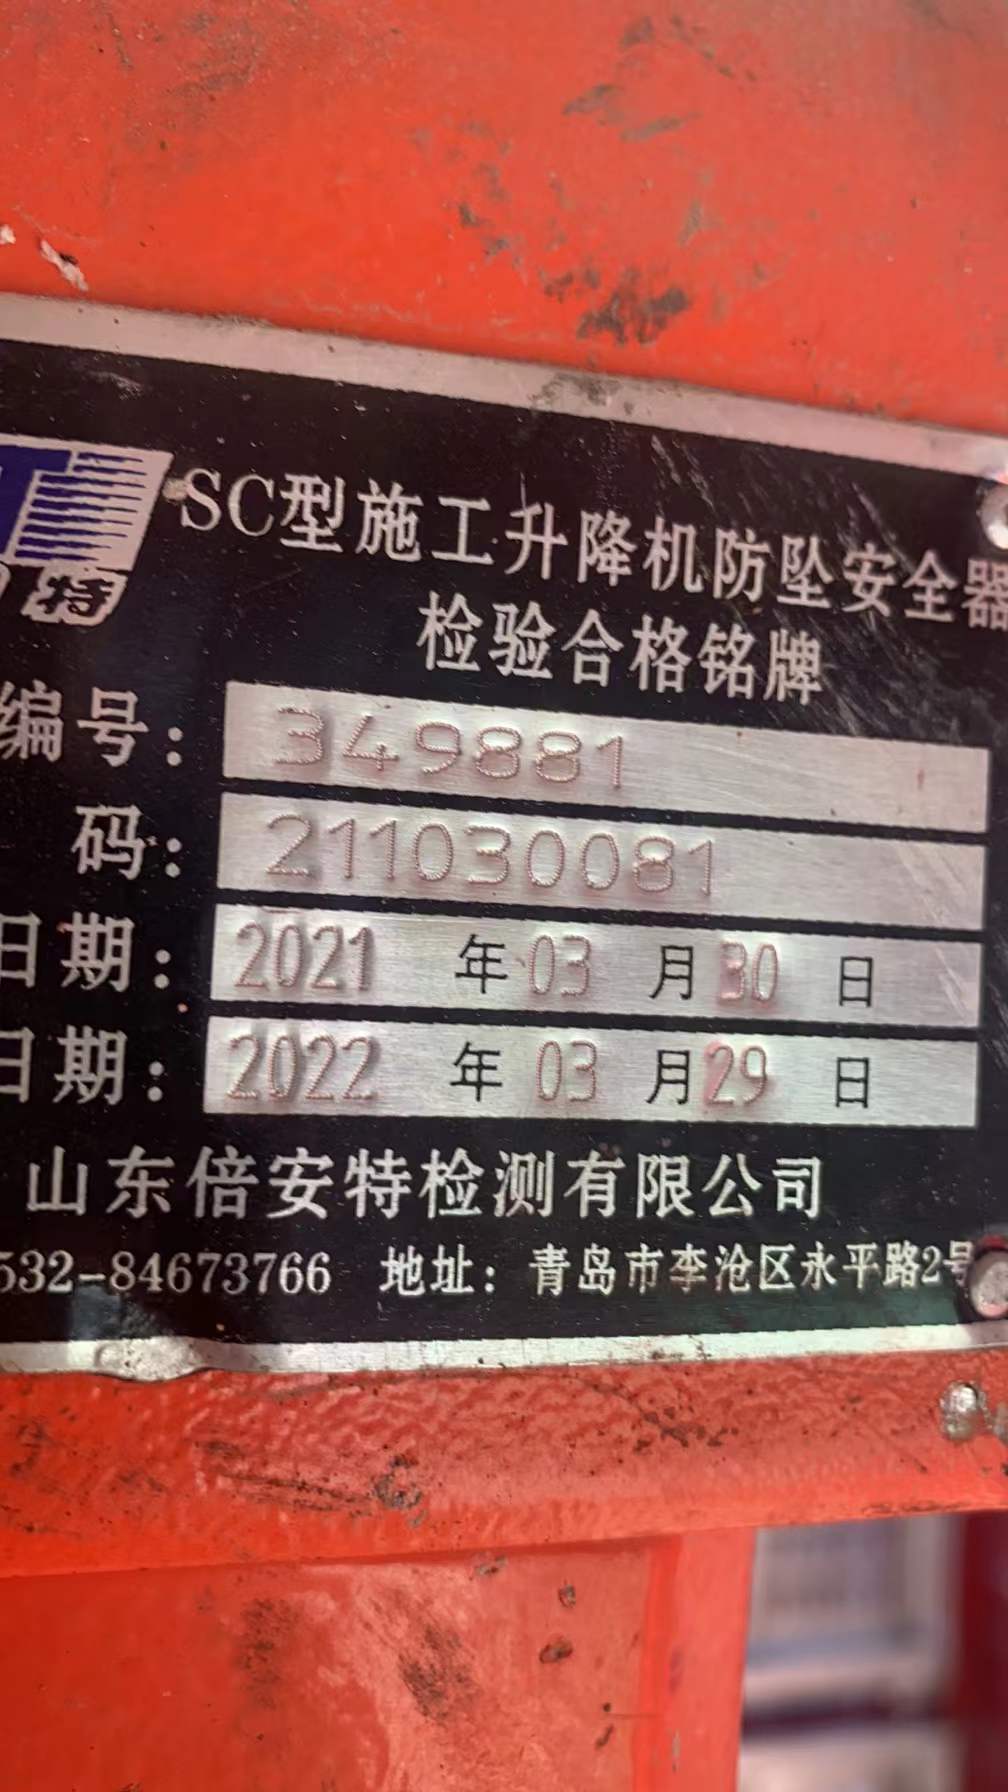 特
SC型施工升降机防坠安全器
检验合格铭牌
编号：349881
码：211030081
日期：2021 年 03 月 30 日
日期：2022 年 03 月 29 日
山东倍安特检测有限公司
532-84673766 地址：青岛市李沧区永平路2号